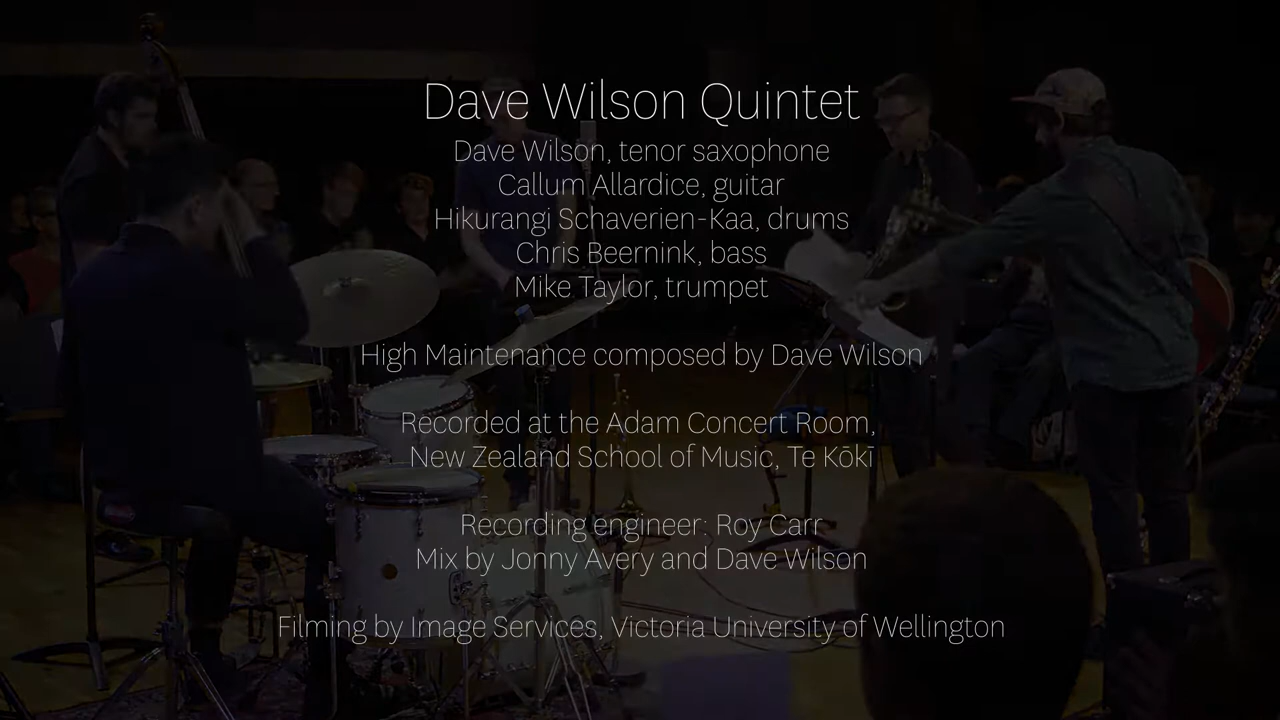 Dave Wilson Quintet
Dave Wilson, tenor saxophone
Callum Allardice, guitar
Hikurangi Schaverien-Kaa, drums
Chris Beernink, bass
Mike Taylor, trumpet
High Maintenance composed by Dave Wilson
Recorded at the Adam Concert Room,
New Zealand School of Music, Te Kōkī
Recording engineer: Roy Carr
Mix by Jonny Avery and Dave Wilson
Filming by Image Services, Victoria University of Wellington